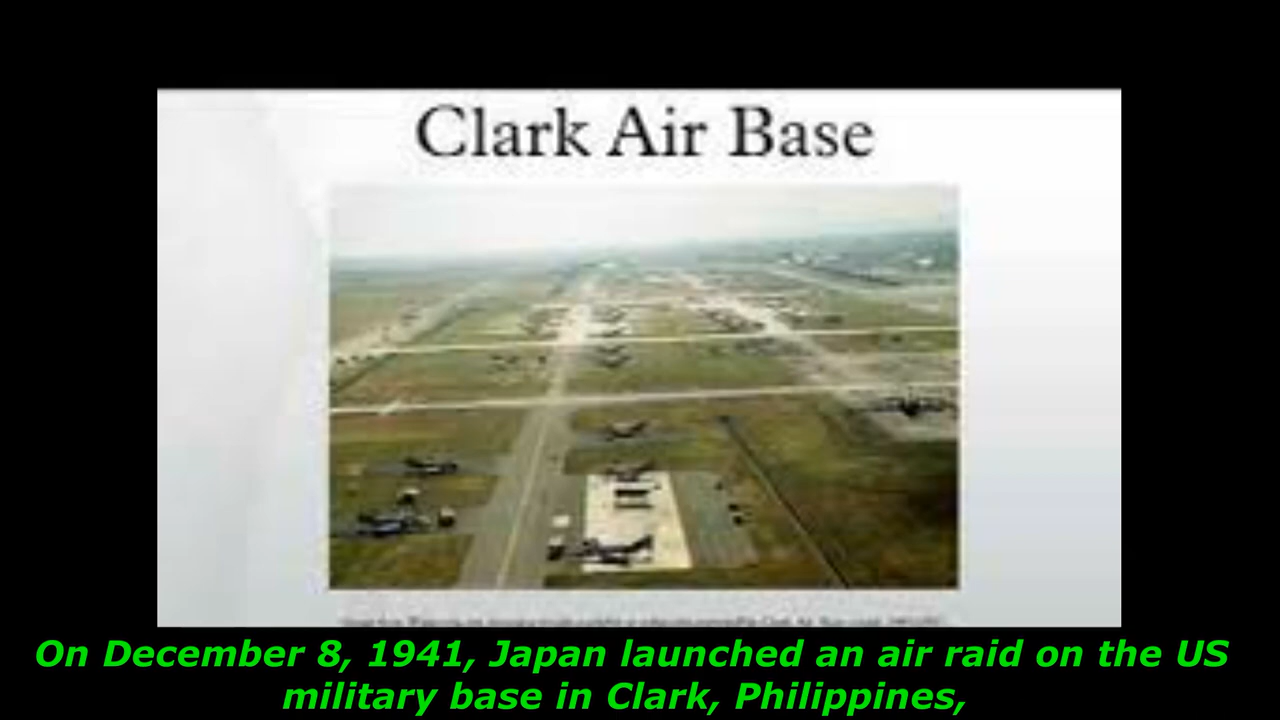 Clark Air Base
On December 8, 1941, Japan launched an air raid on the US
military base in Clark, Philippines,